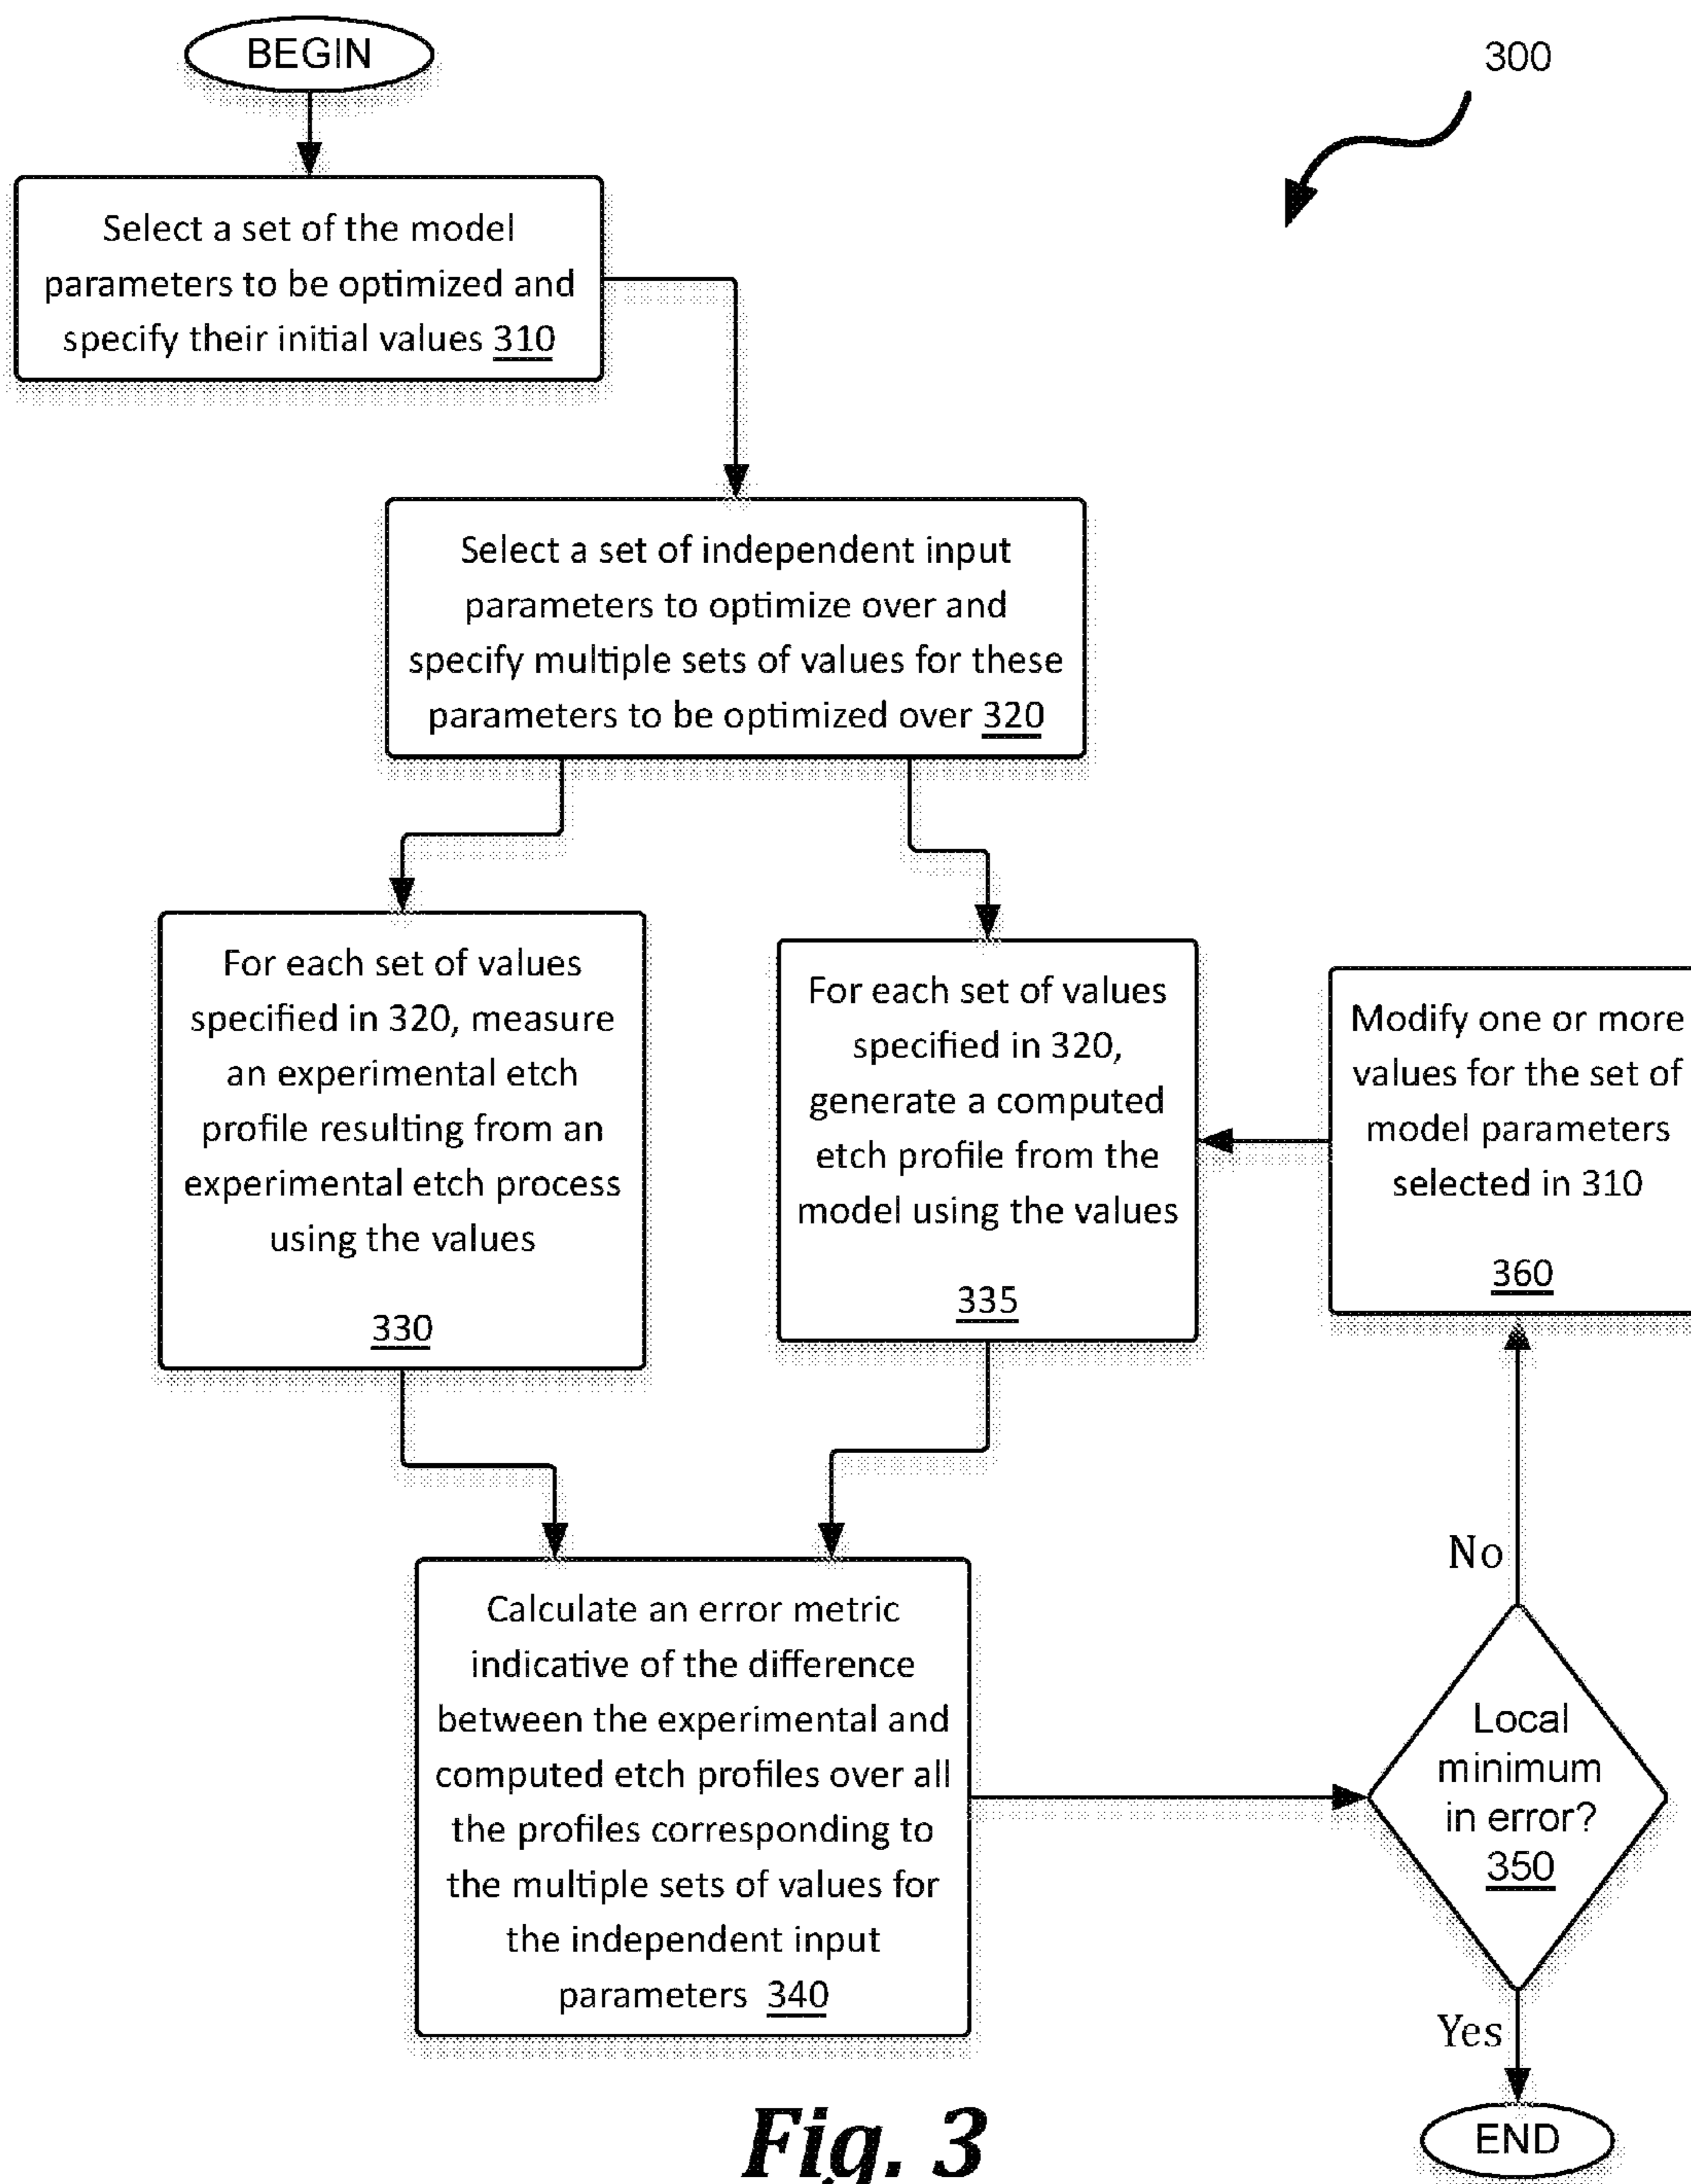 BEGIN
300
Select a set of the model
parameters to be optimized and
specify their initial values 310
Select a set of independent input
parameters to optimize over and
specify multiple sets of values for these
parameters to be optimized over 320
For each set of values
specified in 320, measure
an experimental etch
profile resulting from an
experimental etch process
using the values
330
For each set of values
specified in 320,
generate a computed
etch profile from the
model using the values
335
Modify one or more
values for the set of
model parameters
selected in 310
360
No
Calculate an error metric
indicative of the difference
between the experimental and
computed etch profiles over all
the profiles corresponding to
the multiple sets of values for
the independent input
parameters 340
Local
minimum
in error?
350
Yes
END
Fig. 3